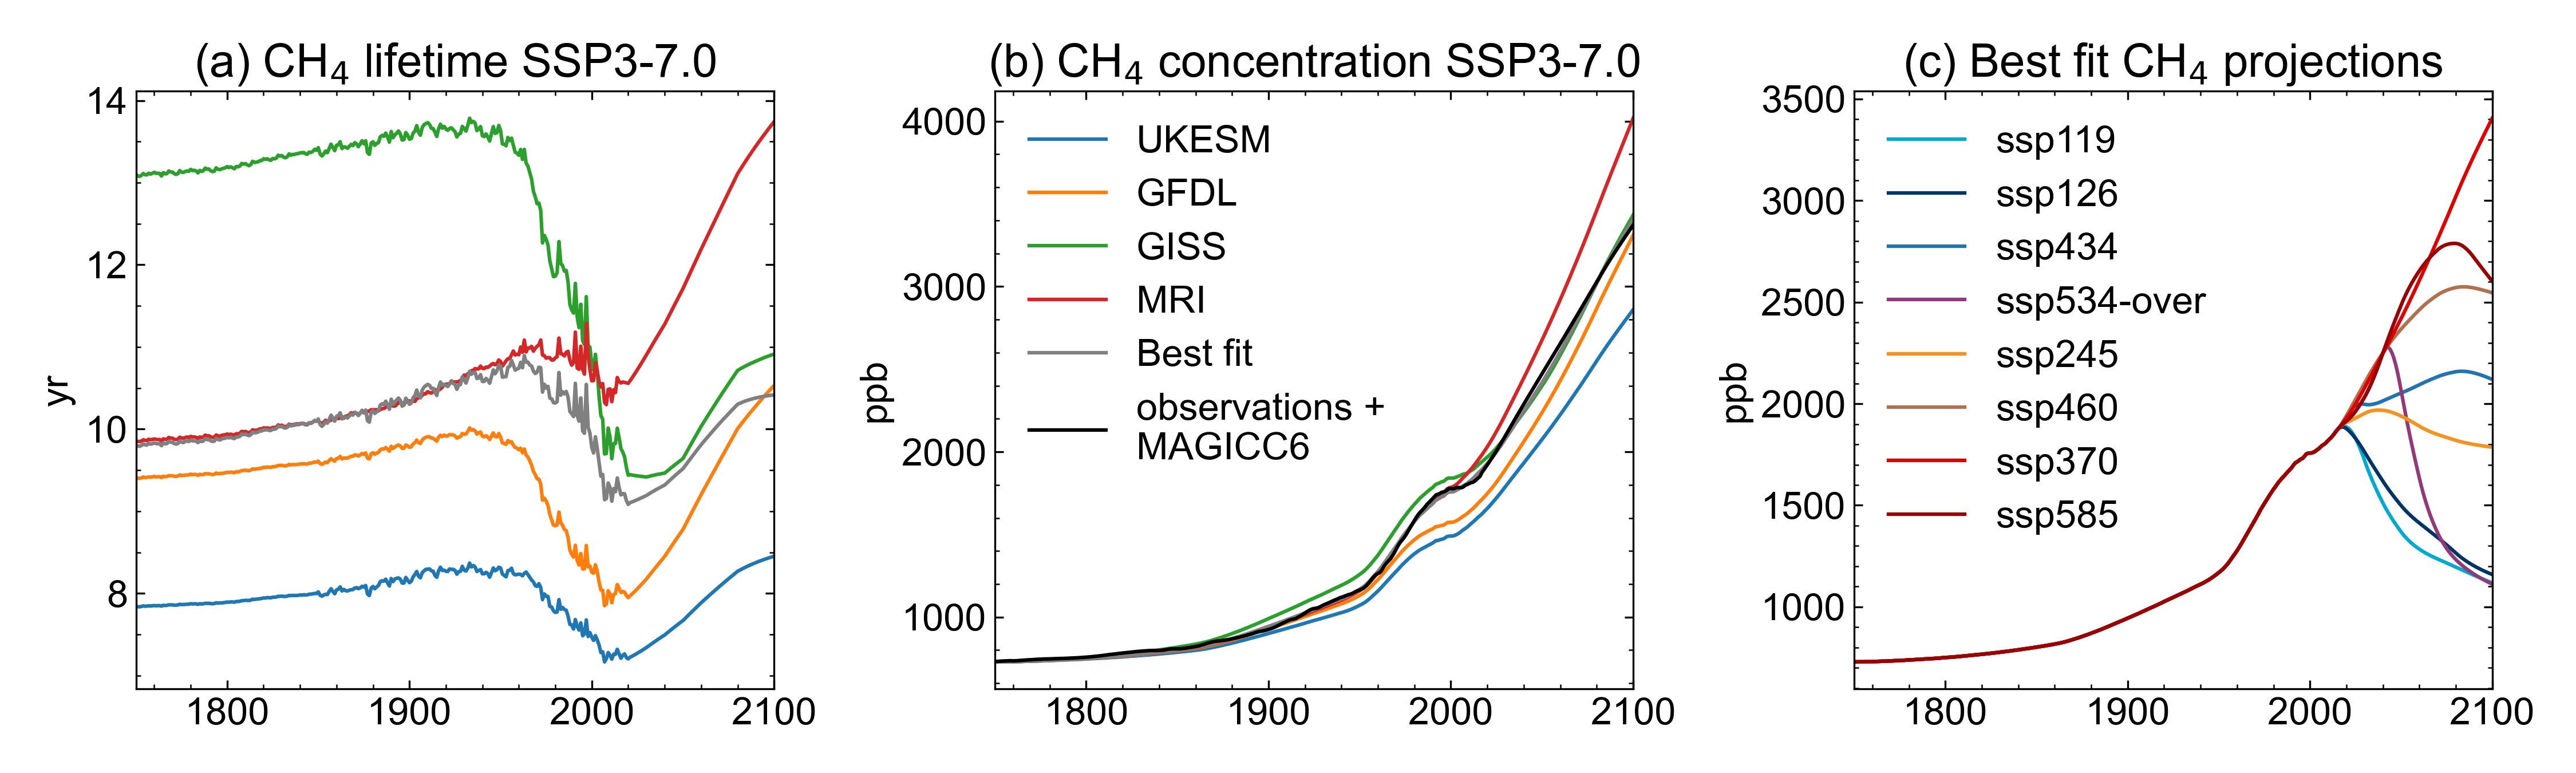 (a) CH₄ lifetime SSP3-7.0
14
12
10
8
yr
1800
1900
2000
2100
(b) CH₄ concentration SSP3-7.0
4000
3000
2000
1000
ppb
UKESM
GFDL
GISS
MRI
Best fit
observations +
MAGICC6
1800
1900
2000
2100
(c) Best fit CH₄ projections
3500
3000
2500
2000
1500
1000
ppb
ssp119
ssp126
ssp434
ssp534-over
ssp245
ssp460
ssp370
ssp585
1800
1900
2000
2100